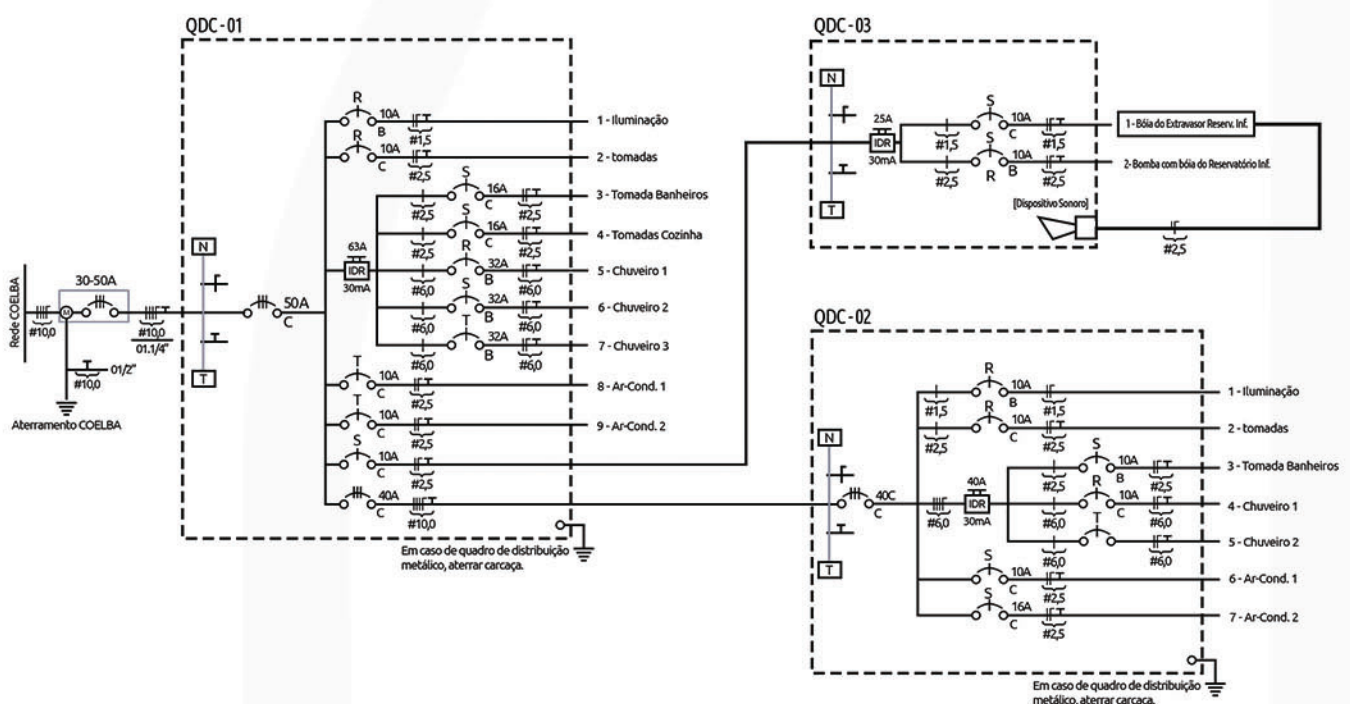 QDC-01
N
T
Rede COELBA
#10,0
M
30-50A
#10,0
01.1/4"
#10,0
01/2"
Aterramento COELBA
50A
C
R
10A
B
#1,5
1 - Iluminação
R
10A
C
#2,5
2 - tomadas
63A
IDR
30mA
#2,5
S
16A
C
#2,5
3 - Tomada Banheiros
#2,5
S
16A
C
#2,5
4 - Tomadas Cozinha
#6,0
R
32A
B
#6,0
5 - Chuveiro 1
#6,0
S
32A
B
#6,0
6 - Chuveiro 2
#6,0
T
32A
B
#6,0
7 - Chuveiro 3
T
10A
C
#2,5
8 - Ar-Cond. 1
T
10A
C
#2,5
9 - Ar-Cond. 2
S
10A
C
#2,5
40A
C
#10,0
Em caso de quadro de distribuição
metálico, aterrar carcaça.
QDC-03
N
T
25A
IDR
30mA
#1,5
S
10A
C
#1,5
1 - Bóia do Extravasor Reserv. Inf.
#2,5
S
R
10A
B
#2,5
2- Bomba com bóia do Reservatório Inf.
[Dispositivo Sonoro]
#2,5
QDC-02
N
T
40C
C
#1,5
R
10A
B
#1,5
1 - Iluminação
#2,5
R
10A
C
#2,5
2 - tomadas
#6,0
40A
IDR
30mA
#2,5
S
10A
B
#2,5
3 - Tomada Banheiros
#6,0
R
10A
C
#6,0
4 - Chuveiro 1
#6,0
T
#6,0
5 - Chuveiro 2
S
10A
C
#2,5
6 - Ar-Cond. 1
S
16A
C
#2,5
7 - Ar-Cond. 2
Em caso de quadro de distribuição
metálico, aterrar carcaça.